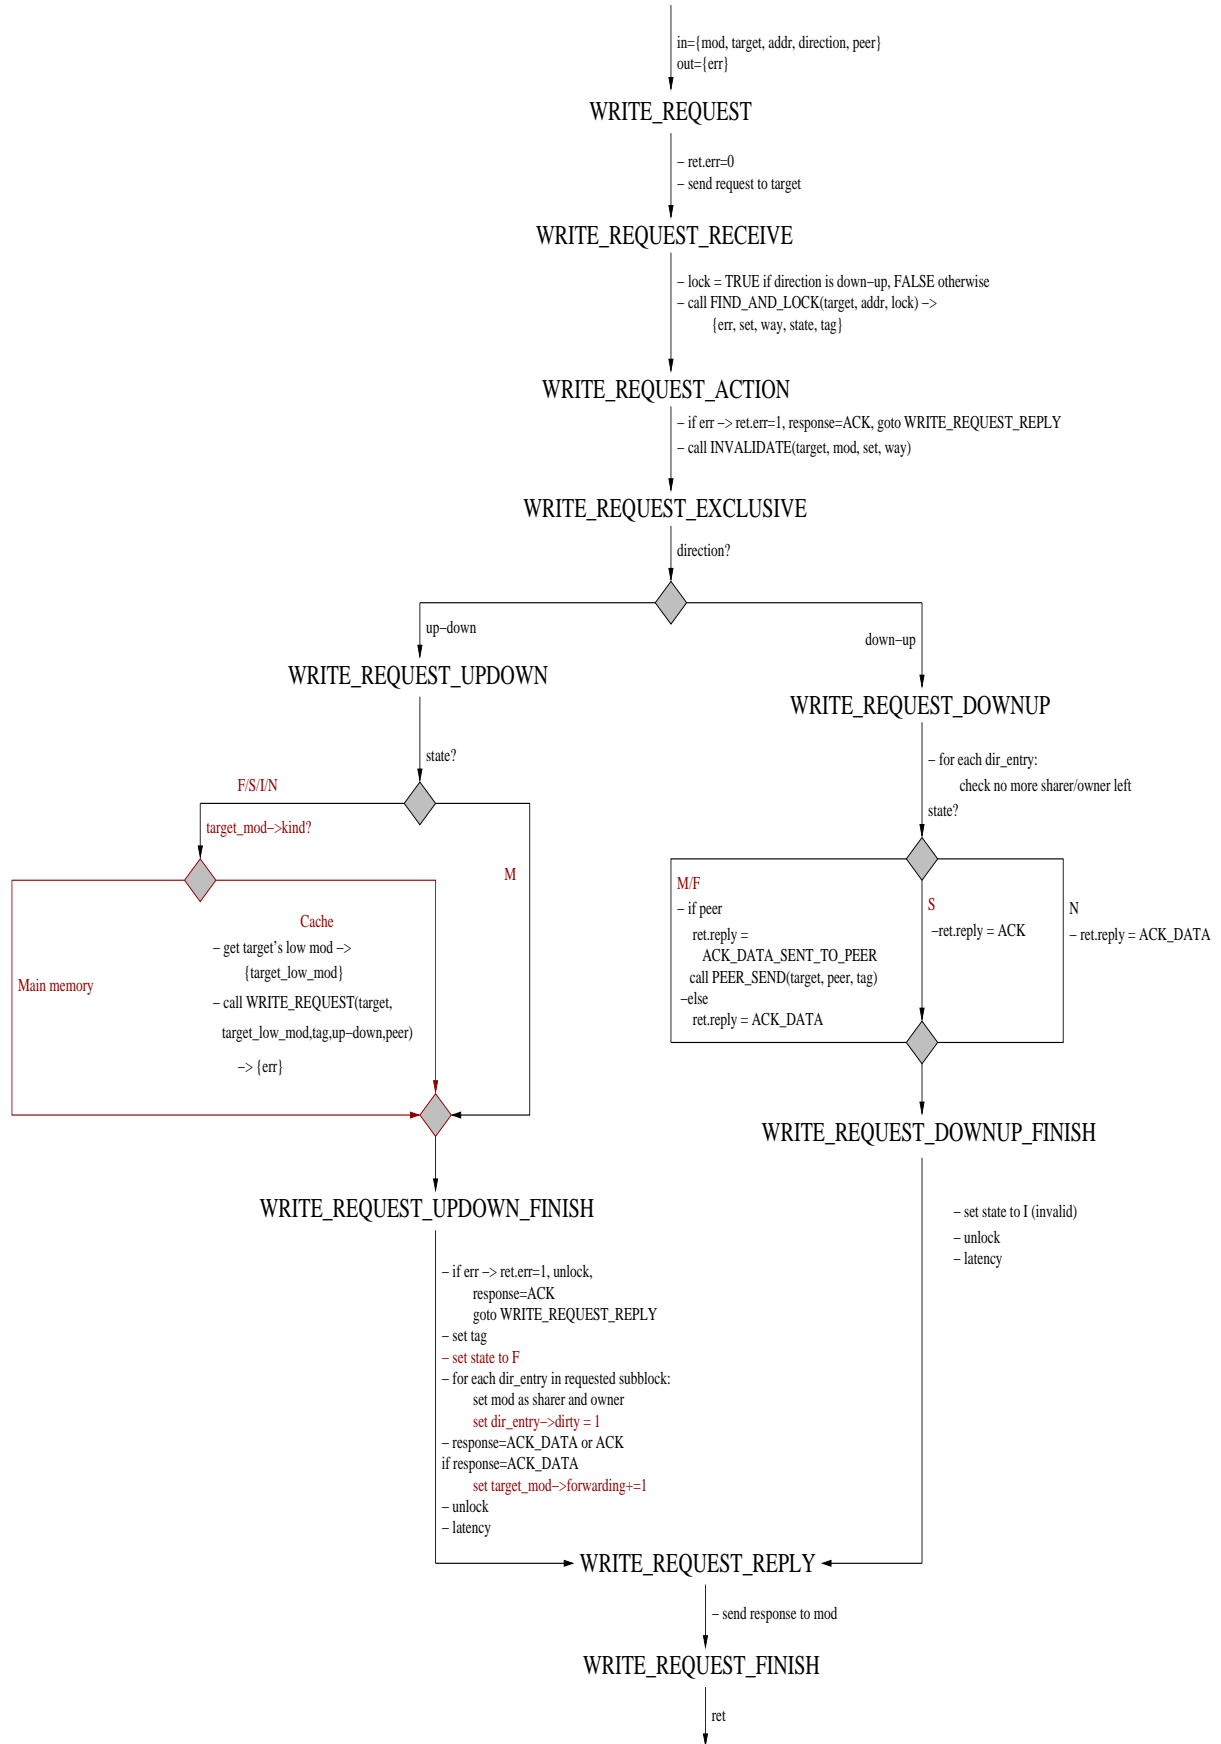 in={mod, target, addr, direction, peer}
out={err}
WRITE_REQUEST
– ret.err=0
– send request to target
WRITE_REQUEST_RECEIVE
– lock = TRUE if direction is down–up, FALSE otherwise
– call FIND_AND_LOCK(target, addr, lock) –>
{err, set, way, state, tag}
WRITE_REQUEST_ACTION
– if err –> ret.err=1, response=ACK, goto WRITE_REQUEST_REPLY
– call INVALIDATE(target, mod, set, way)
WRITE_REQUEST_EXCLUSIVE
direction?
up–down
WRITE_REQUEST_UPDOWN
state?
F/S/I/N
target_mod–>kind?
M
Cache
– get target's low mod –>
{target_low_mod}
Main memory
– call WRITE_REQUEST(target,
target_low_mod,tag,up–down,peer)
–> {err}
WRITE_REQUEST_UPDOWN_FINISH
– if err –> ret.err=1, unlock,
response=ACK
goto WRITE_REQUEST_REPLY
– set tag
– set state to F
– for each dir_entry in requested subblock:
set mod as sharer and owner
set dir_entry–>dirty = 1
– response=ACK_DATA or ACK
if response=ACK_DATA
set target_mod–>forwarding+=1
– unlock
– latency
down–up
WRITE_REQUEST_DOWNUP
– for each dir_entry:
check no more sharer/owner left
state?
M/F
– if peer
ret.reply =
ACK_DATA_SENT_TO_PEER
call PEER_SEND(target, peer, tag)
–else
ret.reply = ACK_DATA
S
–ret.reply = ACK
N
– ret.reply = ACK_DATA
WRITE_REQUEST_DOWNUP_FINISH
– set state to I (invalid)
– unlock
– latency
WRITE_REQUEST_REPLY
– send response to mod
WRITE_REQUEST_FINISH
ret